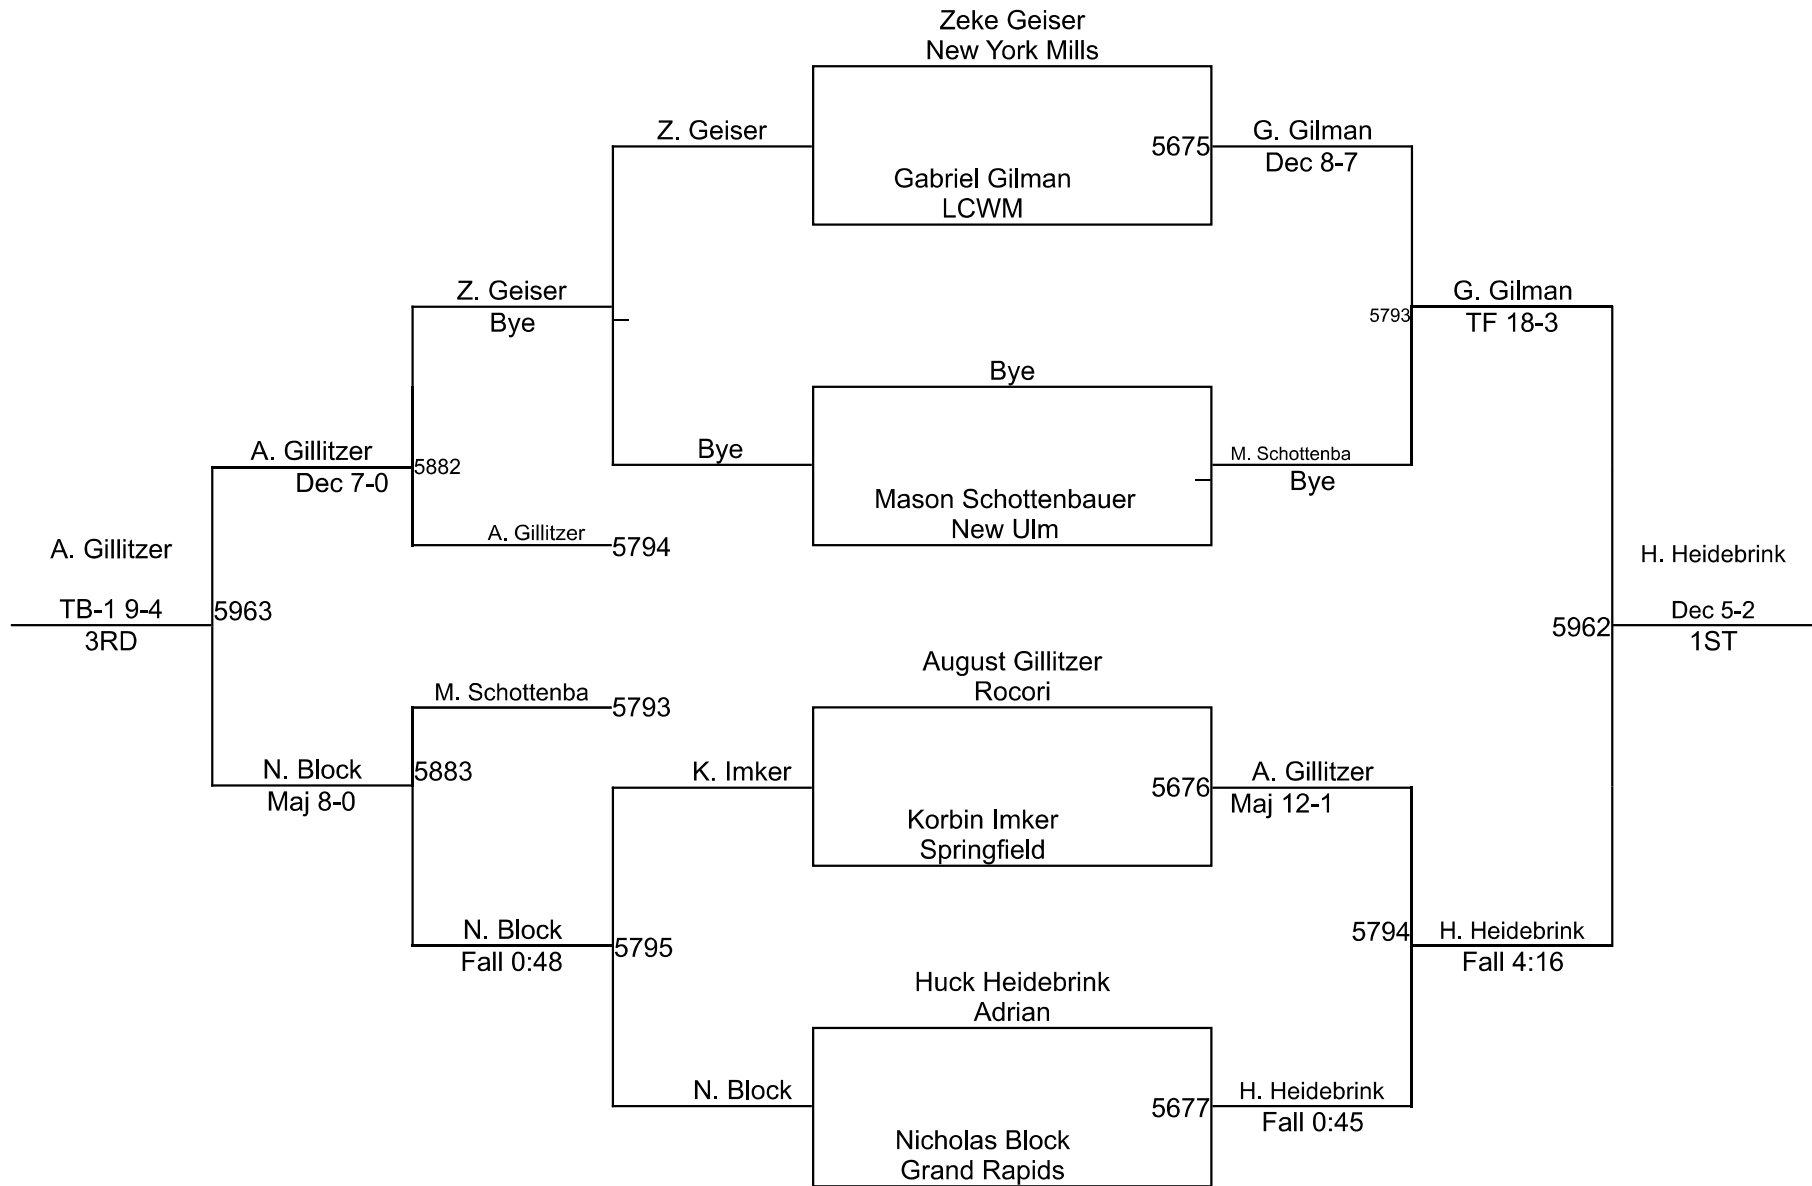 Zeke Geiser
New York Mills
Z. Geiser
5675
G. Gilman
Dec 8-7
Gabriel Gilman
LCWM
Z. Geiser
Bye
5793
G. Gilman
TF 18-3
Bye
Bye
M. Schottenba
Bye
A. Gillitzer
Dec 7-0
5882
Mason Schottenbauer
New Ulm
A. Gillitzer
5794
A. Gillitzer
TB-1 9-4
3RD
5963
H. Heidebrink
5962
Dec 5-2
1ST
August Gillitzer
Rocori
M. Schottenba
5793
N. Block
Maj 8-0
5883
K. Imker
5676
A. Gillitzer
Maj 12-1
Korbin Imker
Springfield
N. Block
Fall 0:48
5795
5794
H. Heidebrink
Fall 4:16
Huck Heidebrink
Adrian
N. Block
5677
H. Heidebrink
Fall 0:45
Nicholas Block
Grand Rapids